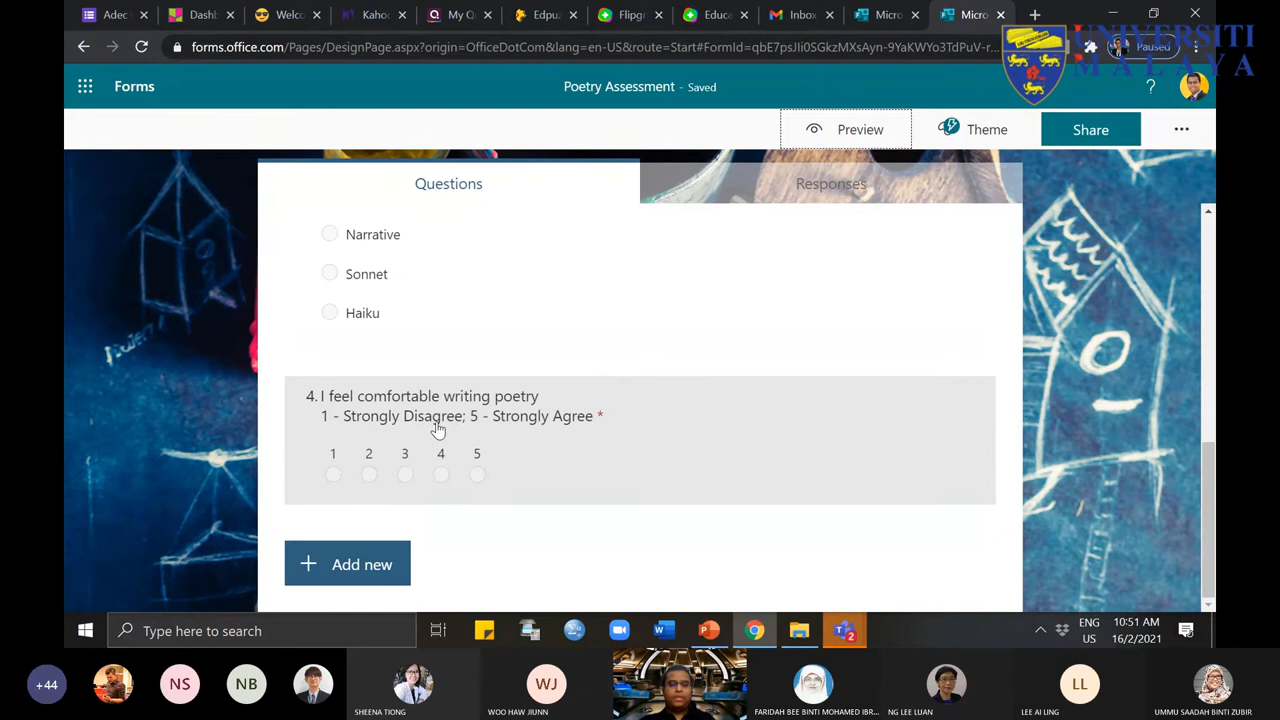 Adec
Dashb
Welco
Kahoo
My Qu
Edpuz
Flipgr
Educa
Inbox
Micro
Micro
forms.office.com/Pages/DesignPage.aspx?origin=OfficeDotCom&lang=en-US&route=Start#FormId=
Paused
UNIVERSITI
MALAYA
Forms
Poetry Assessment - Saved
?
Preview
Theme
Share
Questions
Responses
Narrative
Sonnet
Haiku
4. I feel comfortable writing poetry
1 - Strongly Disagree; 5 - Strongly Agree *
1 2 3 4 5
+ Add new
Type here to search
2
ENG
US
10:51 AM
16/2/2021
+44
NS
NB
SHEENA TIONG
WJ
WOO HAW JIUNN
FARIDAH BEE BINTI MOHAMED IBR...
NG LEE LUAN
LL
LEE AI LING
UMMU SAADAH BINTI ZUBIR